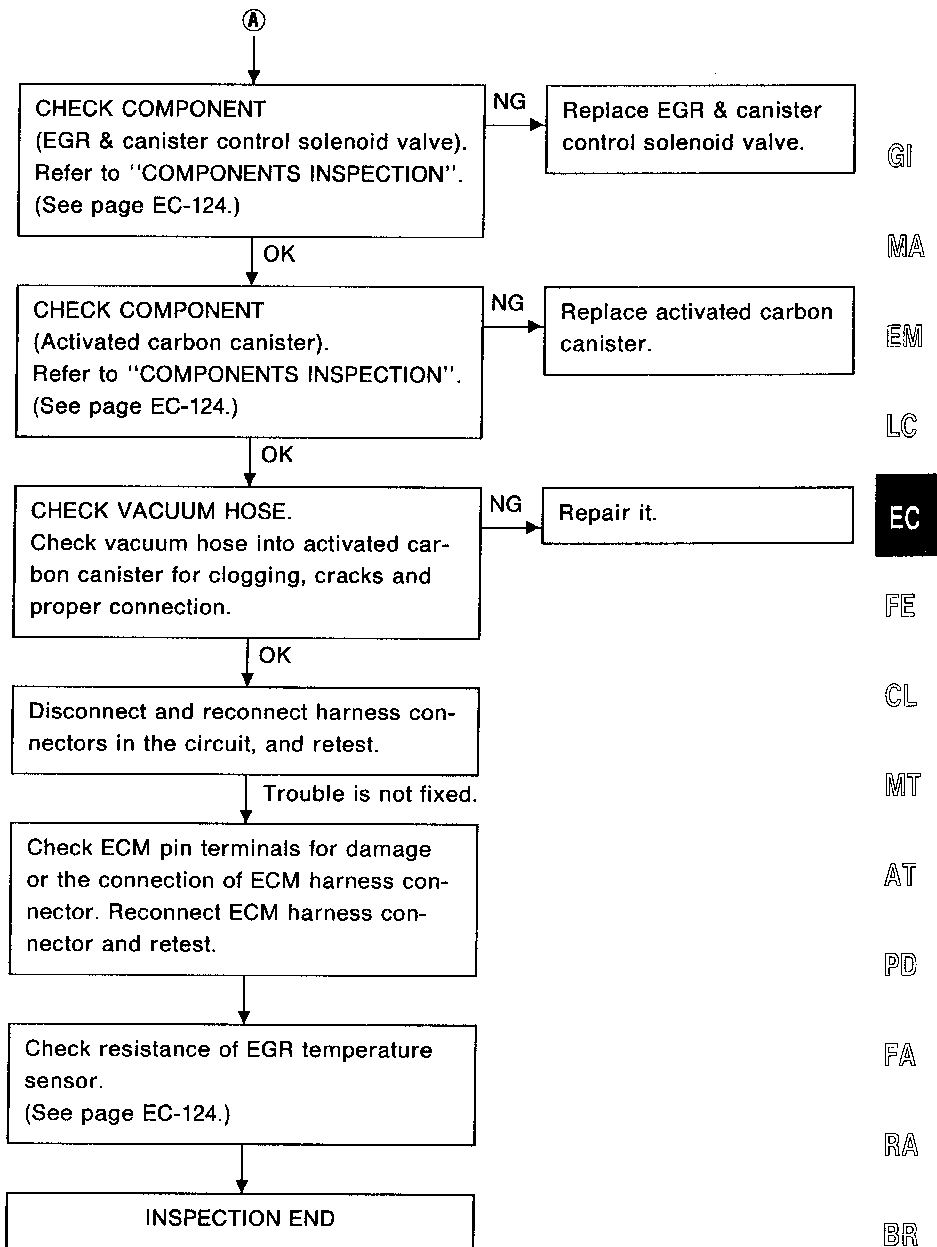 A
CHECK COMPONENT
(EGR & canister control solenoid valve).
Refer to "COMPONENTS INSPECTION".
(See page EC-124.)
NG
Replace EGR & canister
control solenoid valve.
OK
CHECK COMPONENT
(Activated carbon canister).
Refer to "COMPONENTS INSPECTION".
(See page EC-124.)
NG
Replace activated carbon
canister.
OK
CHECK VACUUM HOSE.
Check vacuum hose into activated car-
bon canister for clogging, cracks and
proper connection.
NG
Repair it.
OK
Disconnect and reconnect harness con-
nectors in the circuit, and retest.
Trouble is not fixed.
Check ECM pin terminals for damage
or the connection of ECM harness con-
nector. Reconnect ECM harness con-
nector and retest.
Check resistance of EGR temperature
sensor.
(See page EC-124.)
INSPECTION END
GI
MA
EM
LC
EC
FE
CL
MT
AT
PD
FA
RA
BR